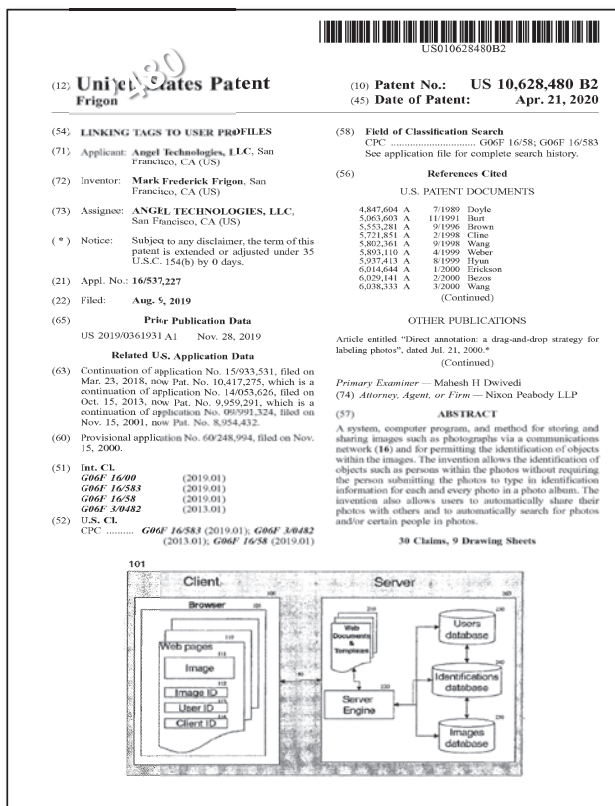 US010628480B2
(12) United States Patent
Frigon
480
(10) Patent No.: US 10,628,480 B2
(45) Date of Patent: Apr. 21, 2020
(54) LINKING TAGS TO USER PROFILES
(71) Applicant: Angel Technologies, LLC, San
Francisco, CA (US)
(72) Inventor: Mark Frederick Frigon, San
Francisco, CA (US)
(73) Assignee: ANGEL TECHNOLOGIES, LLC,
San Francisco, CA (US)
( * ) Notice: Subject to any disclaimer, the term of this
patent is extended or adjusted under 35
U.S.C. 154(b) by 0 days.
(21) Appl. No.: 16/537,227
(22) Filed: Aug. 9, 2019
(65) Prior Publication Data
US 2019/0361931 A1 Nov. 28, 2019
Related U.S. Application Data
(63) Continuation of application No. 15/933,531, filed on
Mar. 23, 2018, now Pat. No. 10,417,275, which is a
continuation of application No. 14/053,626, filed on
Oct. 15, 2013, now Pat. No. 9,959,291, which is a
continuation of application No. 09/991,324, filed on
Nov. 15, 2001, now Pat. No. 8,954,432.
(60) Provisional application No. 60/248,994, filed on Nov.
15, 2000.
(51) Int. Cl.
G06F 16/00 (2019.01)
G06F 16/583 (2019.01)
G06F 16/58 (2019.01)
G06F 3/0482 (2013.01)
(52) U.S. Cl.
CPC .......... G06F 16/583 (2019.01); G06F 3/0482
(2013.01); G06F 16/58 (2019.01)
(58) Field of Classification Search
CPC .............................. G06F 16/58; G06F 16/583
See application file for complete search history.
(56) References Cited
U.S. PATENT DOCUMENTS
4,847,604 A 7/1989 Doyle
5,063,603 A 11/1991 Burt
5,553,281 A 9/1996 Brown
5,721,851 A 2/1998 Cline
5,802,361 A 9/1998 Wang
5,893,110 A 4/1999 Weber
5,937,413 A 8/1999 Hyun
6,014,644 A 1/2000 Erickson
6,029,141 A 2/2000 Bezos
6,038,333 A 3/2000 Wang
(Continued)
OTHER PUBLICATIONS
Article entitled "Direct annotation: a drag-and-drop strategy for
labeling photos", dated Jul. 21, 2000.*
(Continued)
Primary Examiner — Mahesh H Dwivedi
(74) Attorney, Agent, or Firm — Nixon Peabody LLP
(57) ABSTRACT
A system, computer program, and method for storing and
sharing images such as photographs via a communications
network (16) and for permitting the identification of objects
within the images. The invention allows the identification of
objects such as persons within the photos without requiring
the person submitting the photos to type in identification
information for each and every photo in a photo album. The
invention also allows users to automatically share their
photos with others and to automatically search for photos
and/or certain people in photos.
30 Claims, 9 Drawing Sheets
101
Client
Browser
Web pages
Image
Image ID
User ID
Client ID
Server
Web
Documents
&
Templates
Server
Engine
Users
database
Identifications
database
Images
database